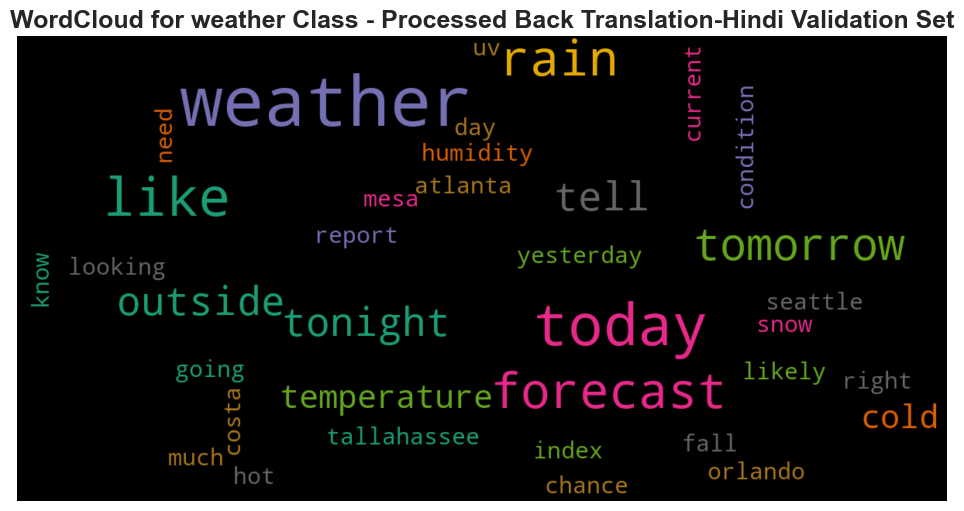 WordCloud for weather Class - Processed Back Translation-Hindi Validation Set
uv
rain
current
weather
need
day
condition
humidity
atlanta
like
mesa
tell
report
tomorrow
yesterday
know
looking
outside
seattle
tonight
today
snow
going
likely
right
temperature
forecast
costa
cold
tallahassee
much
index
fall
hot
orlando
chance